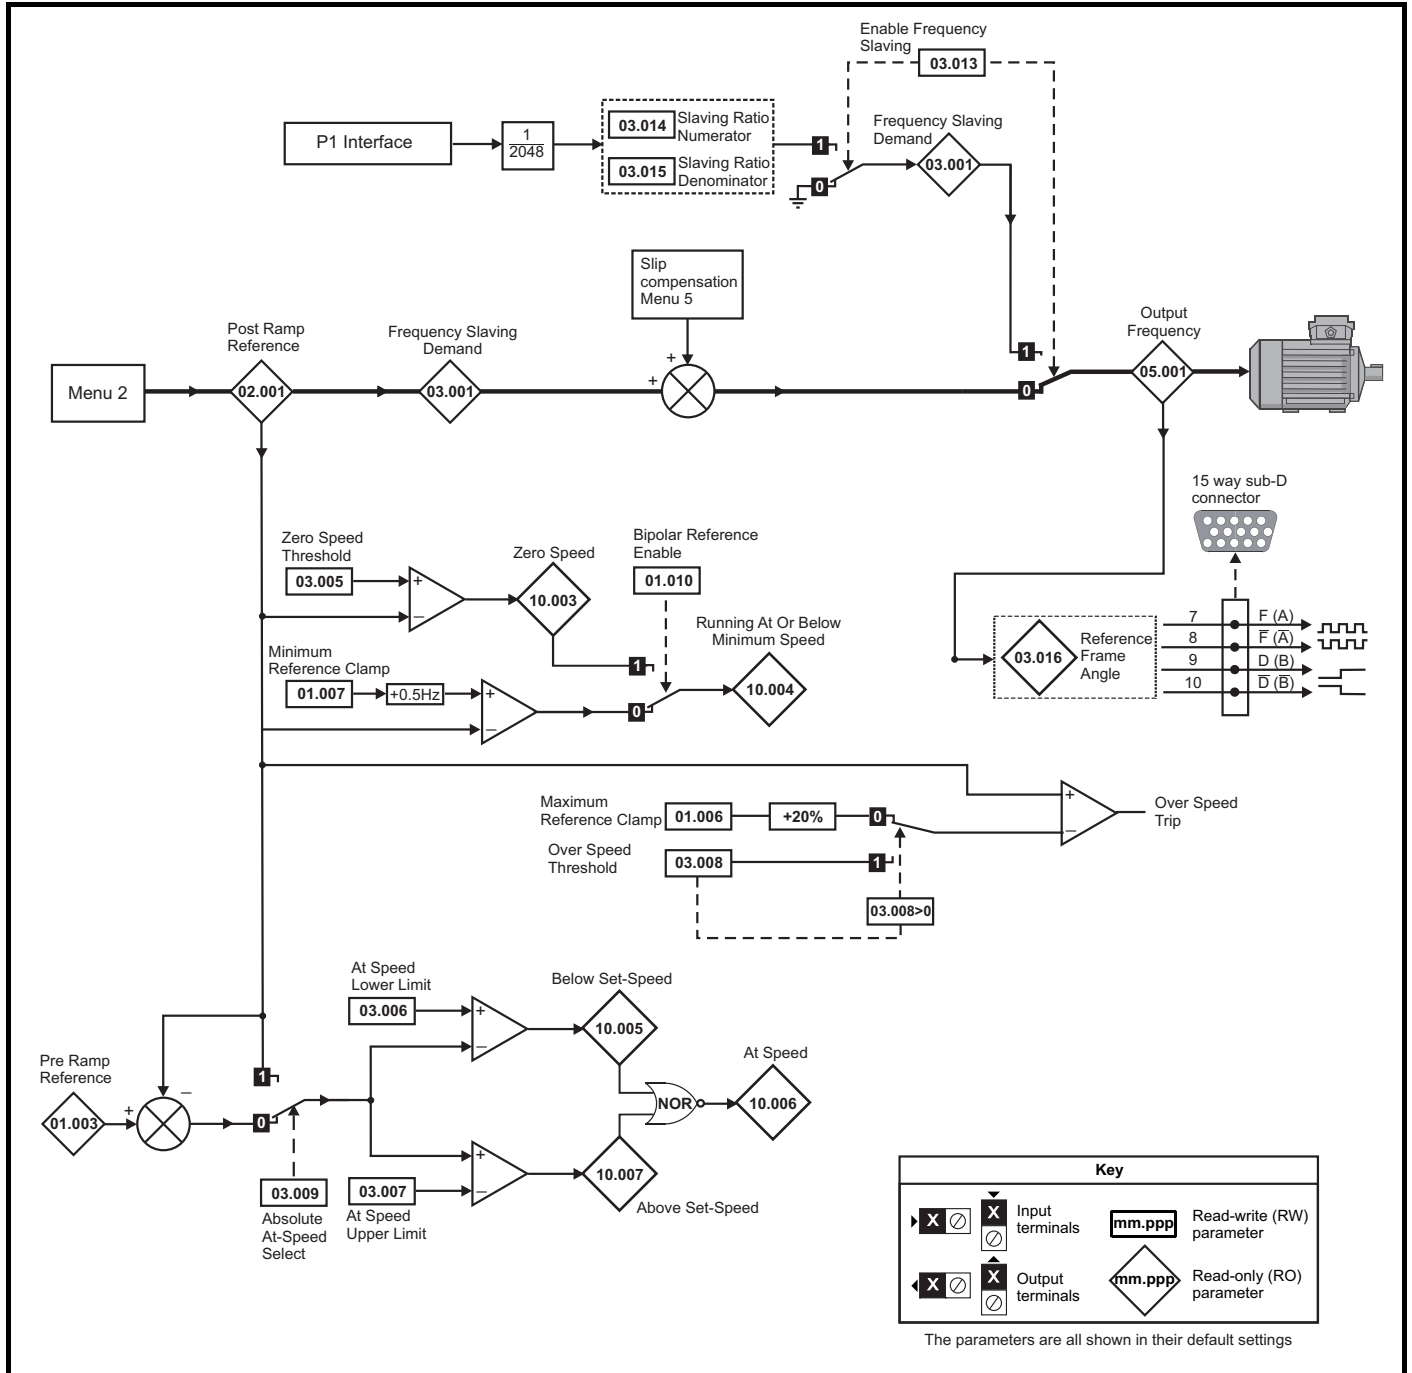 Enable Frequency
Slaving
03.013
P1 Interface
1
2048
03.014
Slaving Ratio
Numerator
03.015
Slaving Ratio
Denominator
1
0
Frequency Slaving
Demand
03.001
Slip
compensation
Menu 5
Menu 2
Post Ramp
Reference
02.001
Frequency Slaving
Demand
03.001
+
+
1
0
Output
Frequency
05.001
15 way sub-D
connector
Zero Speed
Threshold
03.005
+
–
Zero Speed
10.003
Bipolar Reference
Enable
01.010
Minimum
Reference Clamp
01.007
+0.5Hz
+
–
1
0
Running At Or Below
Minimum Speed
10.004
03.016
Reference
Frame
Angle
7
F (A)
8
F̅ (A̅)
9
D (B)
10
D̅ (B̅)
Maximum
Reference Clamp
01.006
+20%
0
Over Speed
Threshold
03.008
1
03.008>0
+
–
Over Speed
Trip
At Speed
Lower Limit
03.006
+
–
Below Set-Speed
10.005
Pre Ramp
Reference
01.003
+
–
1
0
03.009
Absolute
At-Speed
Select
03.007
At Speed
Upper Limit
+
–
10.007
Above Set-Speed
NOR
At Speed
10.006
Key
X
X
Input
terminals
X
X
Output
terminals
mm.ppp
Read-write (RW)
parameter
mm.ppp
Read-only (RO)
parameter
The parameters are all shown in their default settings